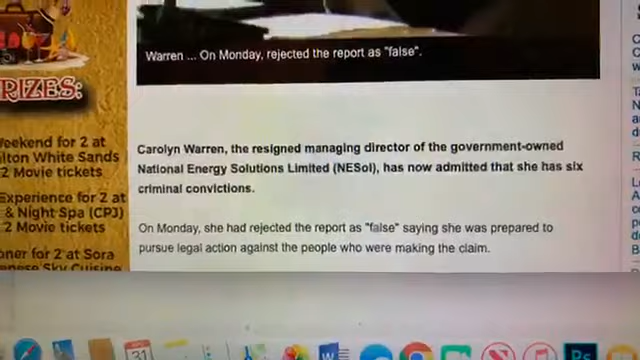 Warren ... On Monday, rejected the report as "false".
RIZES:
Weekend for 2 at
lton White Sands
2 Movie tickets
Experience for 2 at
& Night Spa (CPJ)
2 Movie tickets
ner for 2 at Sora
Sky Cuisine
Carolyn Warren, the resigned managing director of the government-owned
National Energy Solutions Limited (NESol), has now admitted that she has six
criminal convictions.
On Monday, she had rejected the report as "false" saying she was prepared to
pursue legal action against the people who were making the claim.
31
W
Ps